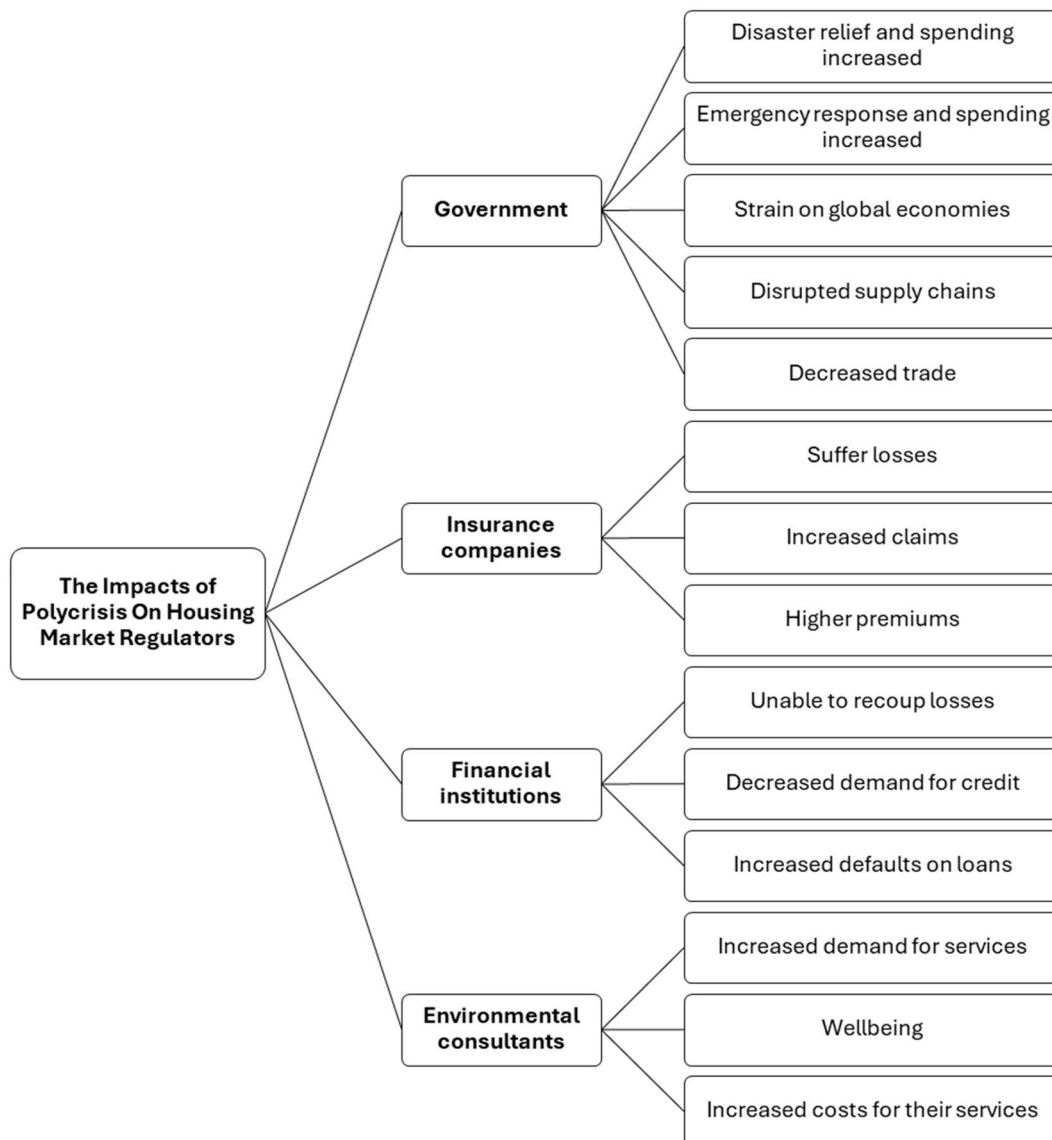 Disaster relief and spending
increased
Emergency response and spending
increased
Government
Strain on global economies
Disrupted supply chains
Decreased trade
Suffer losses
Insurance
companies
Increased claims
Higher premiums
The Impacts of
Polycrisis On Housing
Market Regulators
Unable to recoup losses
Financial
institutions
Decreased demand for credit
Increased defaults on loans
Increased demand for services
Environmental
consultants
Wellbeing
Increased costs for their services